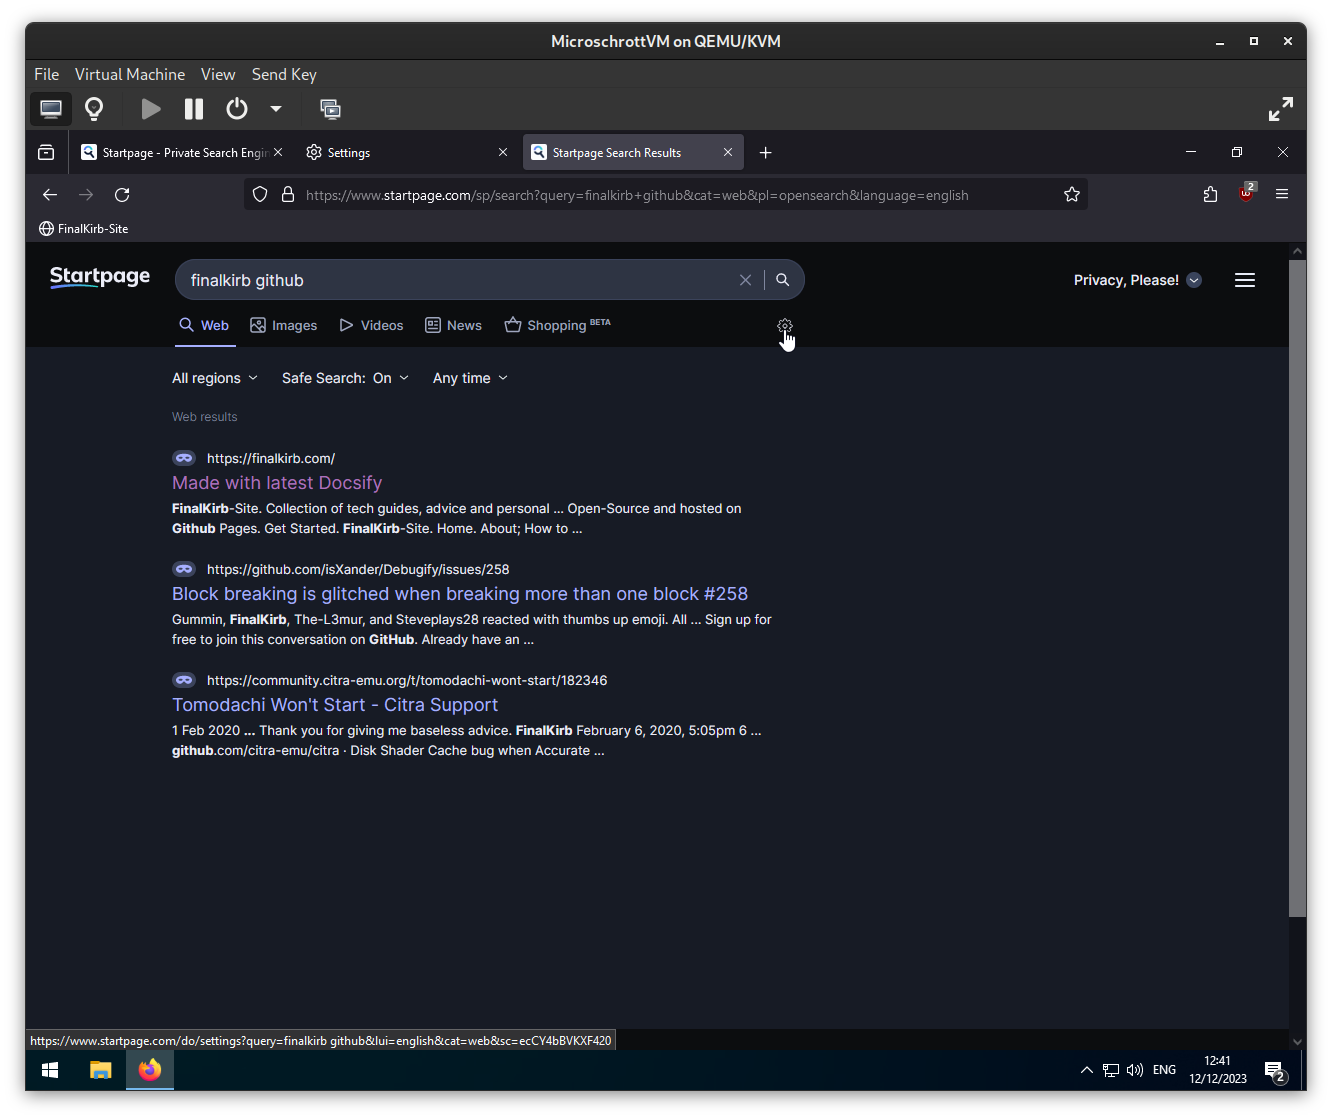 MicroschrottVM on QEMU/KVM
File Virtual Machine View Send Key
Startpage - Private Search Engin
Settings
Startpage Search Results
https://www.startpage.com/sp/search?query=finalkirb+github&cat=web&pl=opensearch&language=english
2
FinalKirb-Site
Startpage
finalkirb github
Privacy, Please!
Web Images Videos News Shopping BETA
All regions Safe Search: On Any time
Web results
https://finalkirb.com/
Made with latest Docsify
FinalKirb-Site. Collection of tech guides, advice and personal ... Open-Source and hosted on
Github Pages. Get Started. FinalKirb-Site. Home. About; How to ...
https://github.com/isXander/Debugify/issues/258
Block breaking is glitched when breaking more than one block #258
Gummin, FinalKirb, The-L3mur, and Steveplays28 reacted with thumbs up emoji. All ... Sign up for
free to join this conversation on GitHub. Already have an ...
https://community.citra-emu.org/t/tomodachi-wont-start/182346
Tomodachi Won't Start - Citra Support
1 Feb 2020 ... Thank you for giving me baseless advice. FinalKirb February 6, 2020, 5:05pm 6 ...
github.com/citra-emu/citra · Disk Shader Cache bug when Accurate ...
https://www.startpage.com/do/settings?query=finalkirb github&lui=english&cat=web&sc=ecCY4bBVKXF420
ENG
12:41
12/12/2023
2